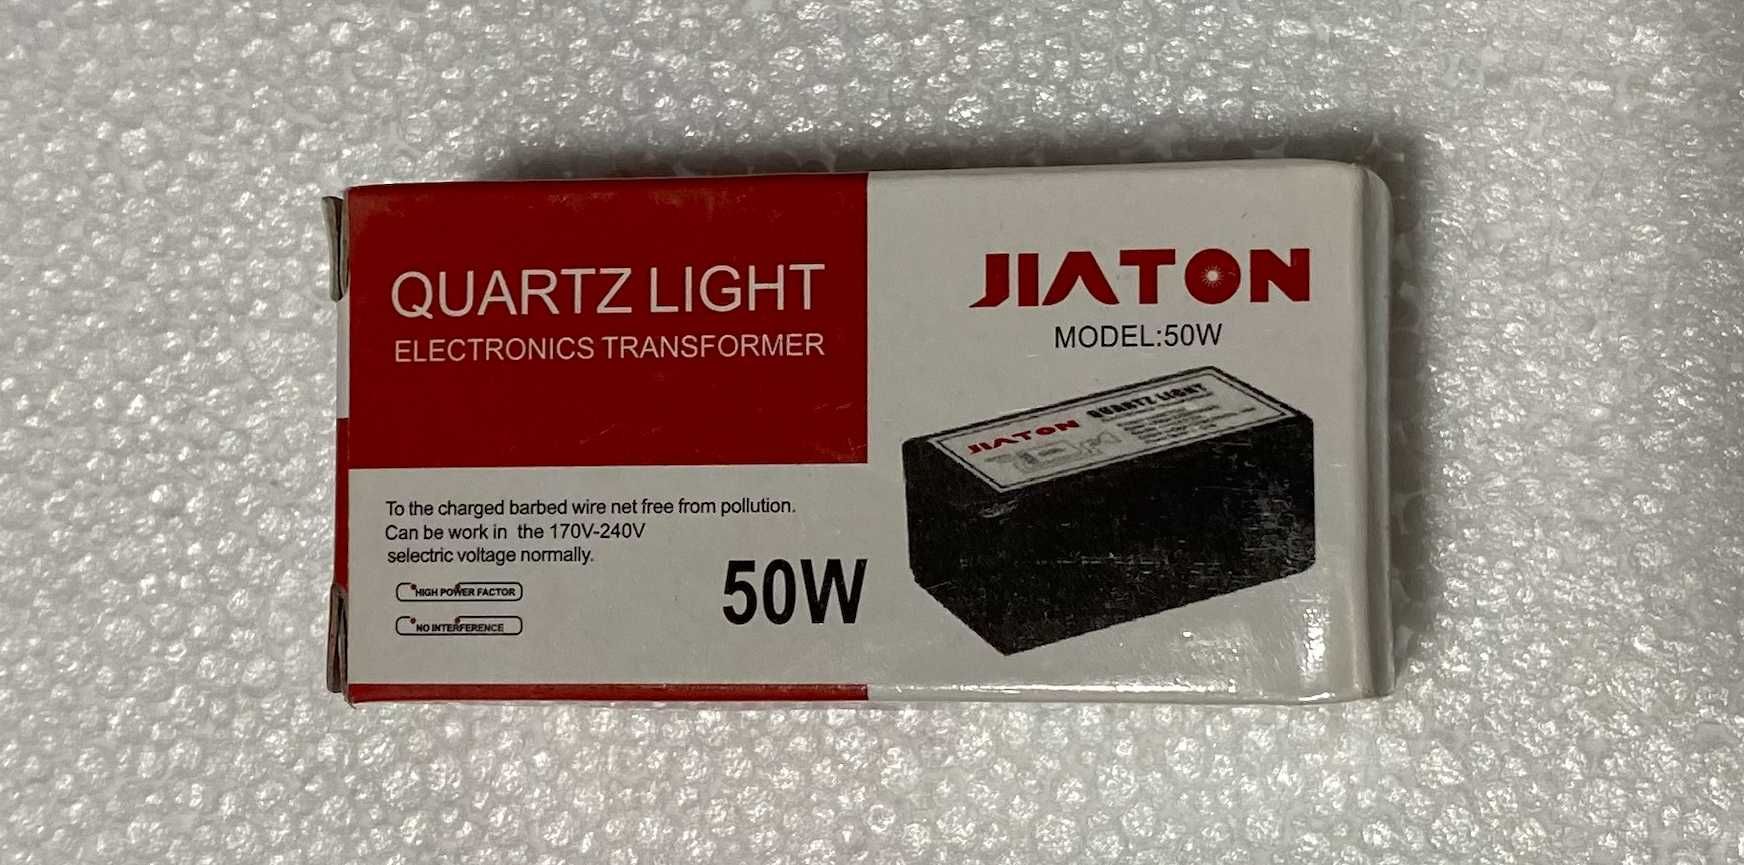 QUARTZ LIGHT
ELECTRONICS TRANSFORMER
To the charged barbed wire net free from pollution.
Can be work in the 170V-240V
selectric voltage normally.
HIGH POWER FACTOR
NO INTERFERENCE
50W
JIATON
MODEL:50W
JIATON
QUARTZ LIGHT